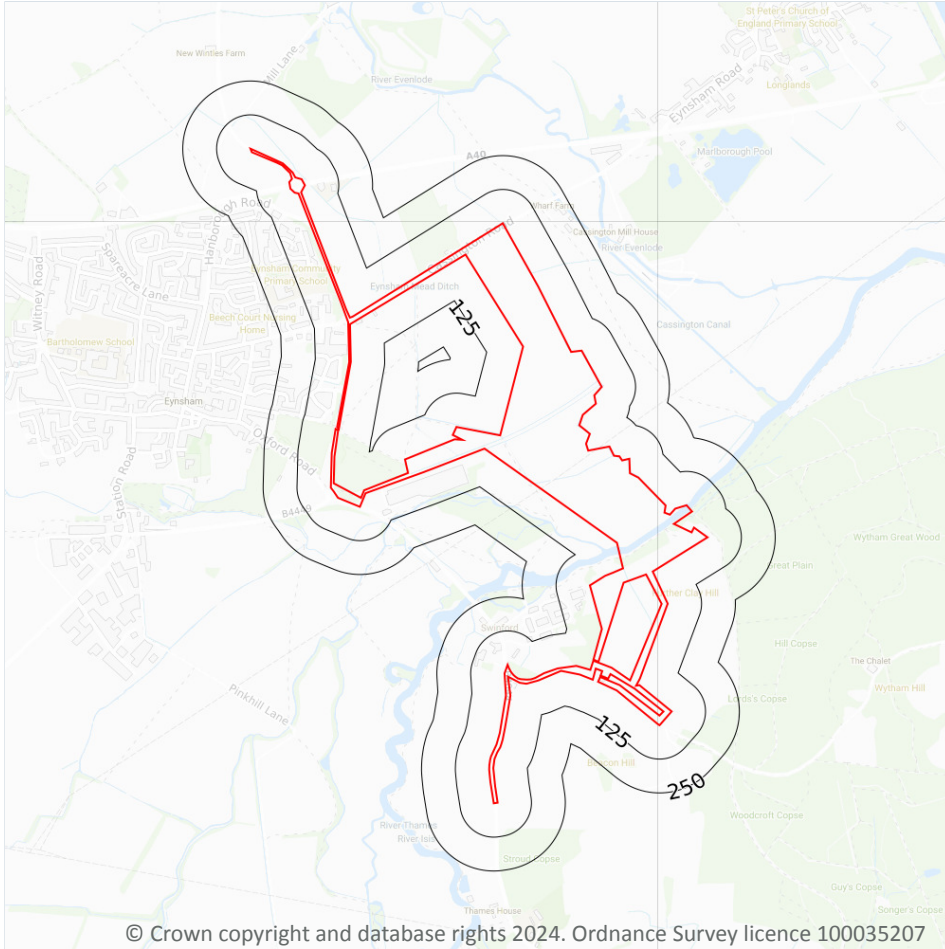 St Peter's Church of
England Primary School
New Winties Farm
Mill Lane
River Evenlode
Eynsham Road
Longlands
A40
Marlborough Pool
Hanborough Road
Wharf Farm
Cassington Mill House
River Evenlode
Spareacre Lane
Witney Road
Eynsham Community
Primary School
Eynsham Mead Ditch
125
Beech Court Nursing
Home
Cassington Canal
Bartholomew School
Eynsham
Oxford Road
Station Road
B4449
Wytham Great Wood
Great Plain
Clay Hill
Swinford
Hill Copse
The Chalet
Wytham Hill
Pinkhill Lane
Lords's Copse
125
Beacon Hill
250
Woodcroft Copse
River Thames
River Isis
Stroud Copse
Guy's Copse
Songer's Copse
Thames House
© Crown copyright and database rights 2024. Ordnance Survey licence 100035207